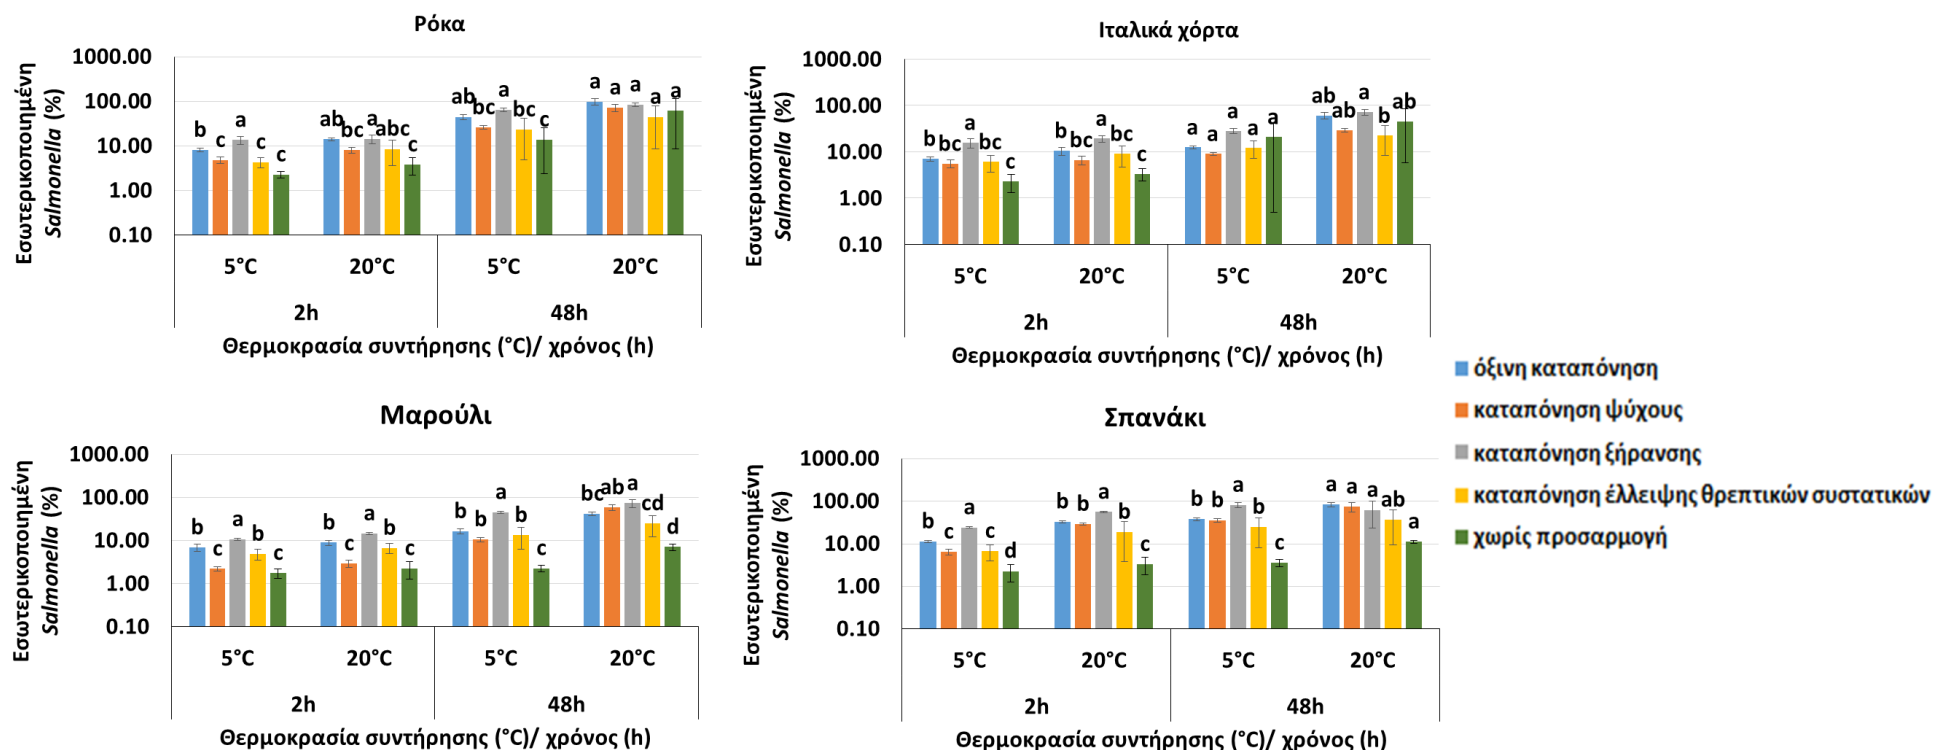 Ρόκα
1000.00
100.00
10.00
1.00
0.10
Εσωτερικοποιημένη
Salmonella (%)
b c a c c
ab bc a abc c
ab bc a bc c
a a a a a
5°C 20°C 5°C 20°C
2h 48h
Θερμοκρασία συντήρησης (°C)/ χρόνος (h)
Ιταλικά χόρτα
1000.00
100.00
10.00
1.00
0.10
Εσωτερικοποιημένη
Salmonella (%)
b bc a bc c
b bc a bc c
a a a a a
ab ab a b ab
5°C 20°C 5°C 20°C
2h 48h
Θερμοκρασία συντήρησης (°C)/ χρόνος (h)
Μαρούλι
1000.00
100.00
10.00
1.00
0.10
Εσωτερικοποιημένη
Salmonella (%)
b c a b c
b c a b c
b b a b c
bc ab a cd d
5°C 20°C 5°C 20°C
2h 48h
Θερμοκρασία συντήρησης (°C)/ χρόνος (h)
Σπανάκι
1000.00
100.00
10.00
1.00
0.10
Εσωτερικοποιημένη
Salmonella (%)
b c a c d
b b a b c
b b a b c
a a a ab a
5°C 20°C 5°C 20°C
2h 48h
Θερμοκρασία συντήρησης (°C)/ χρόνος (h)
όξινη καταπόνηση
καταπόνηση ψύχους
καταπόνηση ξήρανσης
καταπόνηση έλλειψης θρεπτικών συστατικών
χωρίς προσαρμογή